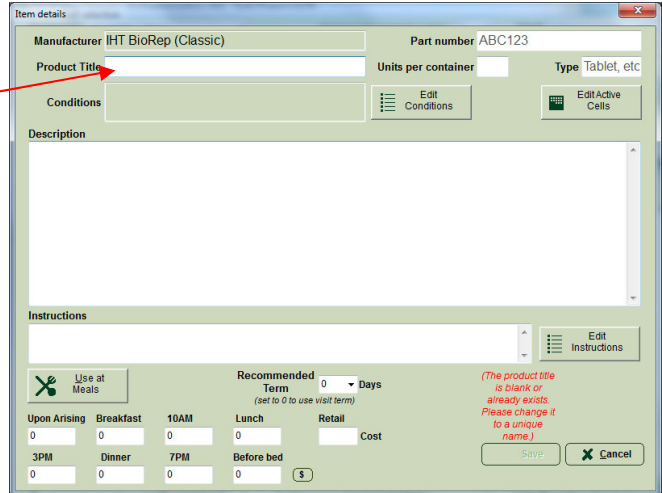 Item details
Manufacturer IHT BioRep (Classic) Part number ABC123
Product Title Units per container Type Tablet, etc
Conditions Edit Conditions Edit Active Cells
Description
Instructions
Edit Instructions
Use at Meals
Recommended Term 0 Days
(set to 0 to use visit term)
(The product title
is blank or
already exists.
Please change it
to a unique
name.)
Upon Arising Breakfast 10AM Lunch Retail
0 0 0 0 Cost
3PM Dinner 7PM Before bed
0 0 0 0 $
Save Cancel